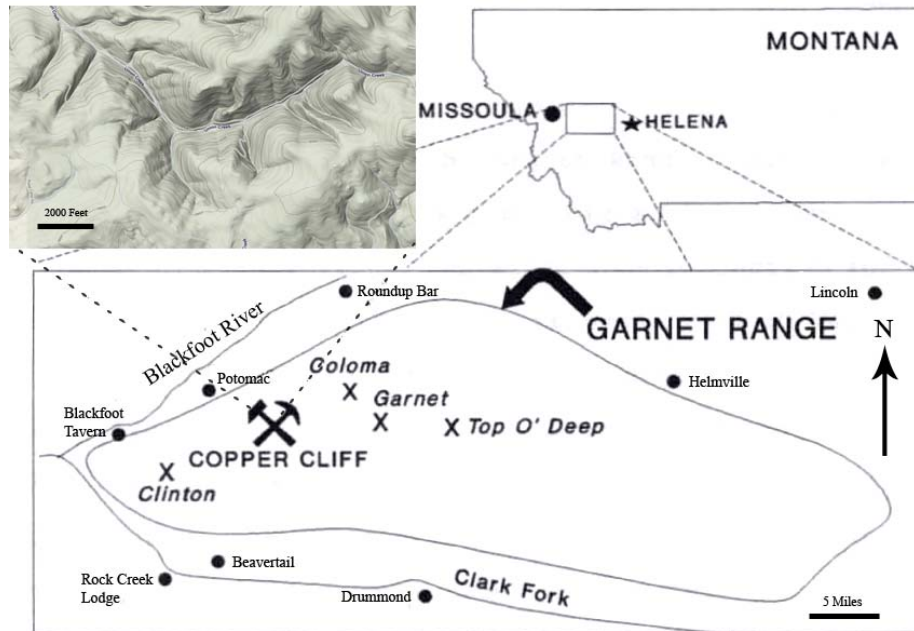 2000 Feet
MONTANA
MISSOULA
HELENA
Roundup Bar
Lincoln
Blackfoot River
GARNET RANGE
N
Coloma
Potomac
Garnet
Helmville
Blackfoot
Tavern
Top O' Deep
COPPER CLIFF
Clinton
Beavertail
Rock Creek
Lodge
Clark Fork
Drummond
5 Miles